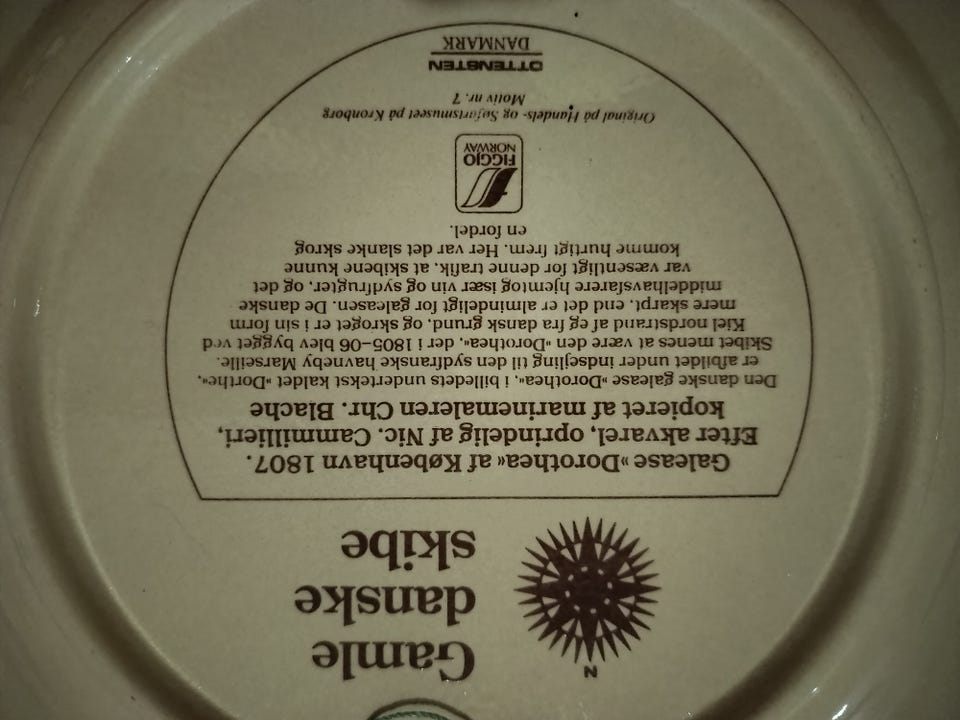 N
Gamle
danske
skibe
Galease »Dorothea« af København 1807.
Efter akvarel, oprindelig af Nic. Cammillieri,
kopieret af marinemaleren Chr. Blache
Den danske galease »Dorothea«, i billedets undertekst kaldet »Dorthe«,
er afbildet under indsejling til den sydfranske havneby Marseille.
Skibet menes at være den »Dorothea«, der i 1805–06 blev bygget ved
Kiel nordstrand af eg fra dansk grund, og skroget er i sin form
mere skarpt, end det er almindeligt for galeasen. De danske
middelhavsfarere hjemtog især vin og sydfrugter, og det
var væsentligt for denne trafik, at skibene kunne
komme hurtigt frem. Her var det slanke skrog
en fordel.
FIGGJO
NORWAY
Original på Handels- og Søfartsmuseet på Kronborg
Motiv nr. 7
OTTENSTEN
DANMARK